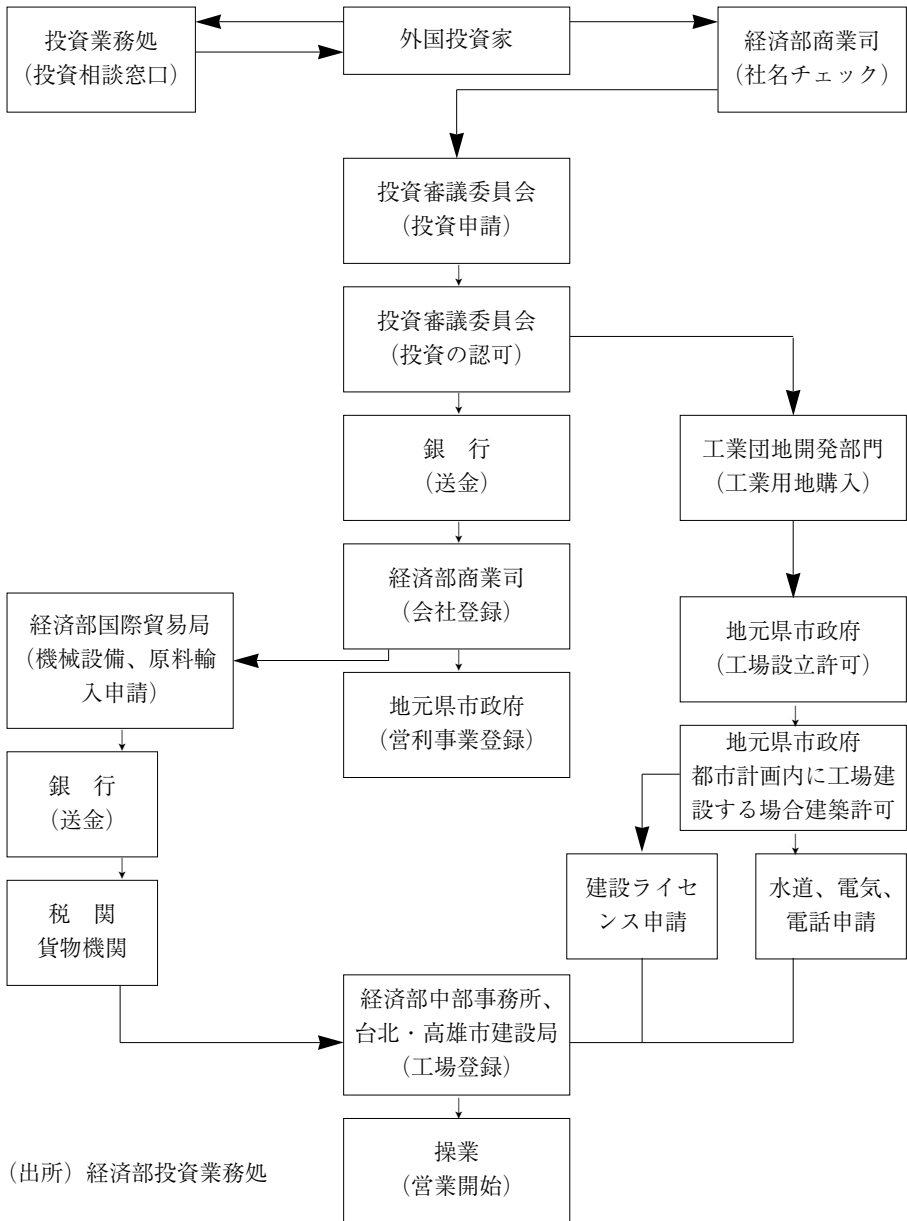 投資業務処
（投資相談窓口）
外国投資家
経済部商業司
（社名チェック）
投資審議委員会
（投資申請）
投資審議委員会
（投資の認可）
銀　行
（送金）
工業団地開発部門
（工業用地購入）
経済部商業司
（会社登録）
経済部国際貿易局
（機械設備、原料輸
入申請）
地元県市政府
（工場設立許可）
地元県市政府
（営利事業登録）
地元県市政府
都市計画内に工場建
設する場合建築許可
銀　行
（送金）
建設ライセ
ンス申請
水道、電気、
電話申請
税　関
貨物機関
経済部中部事務所、
台北・高雄市建設局
（工場登録）
操業
（営業開始）
（出所）経済部投資業務処